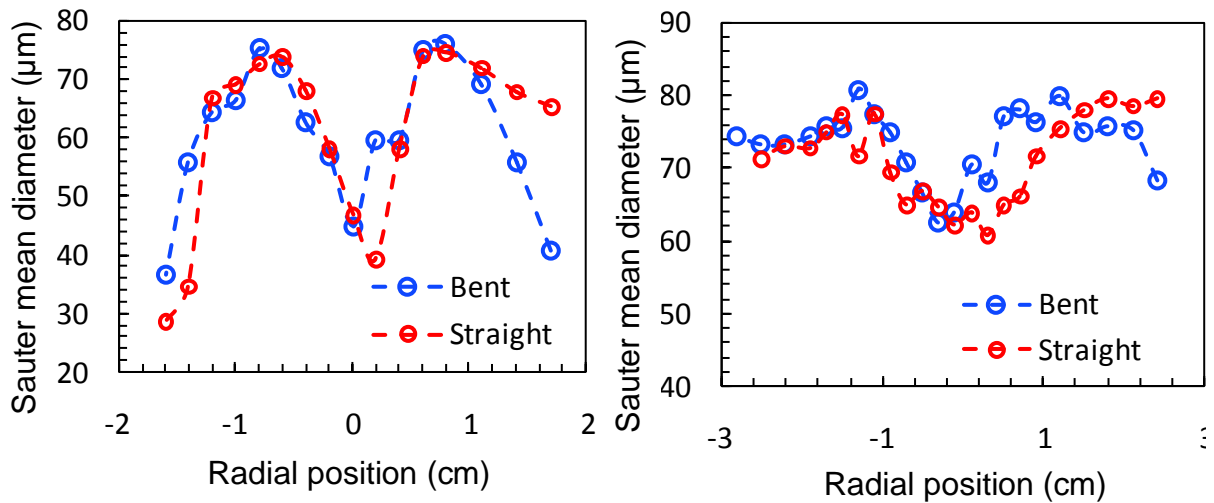 Sauter mean diameter (µm)
80
70
60
50
40
30
20
-2
-1
0
1
2
Radial position (cm)
Bent
Straight
Sauter mean diameter (µm)
90
80
70
60
50
40
-3
-1
1
3
Radial position (cm)
Bent
Straight